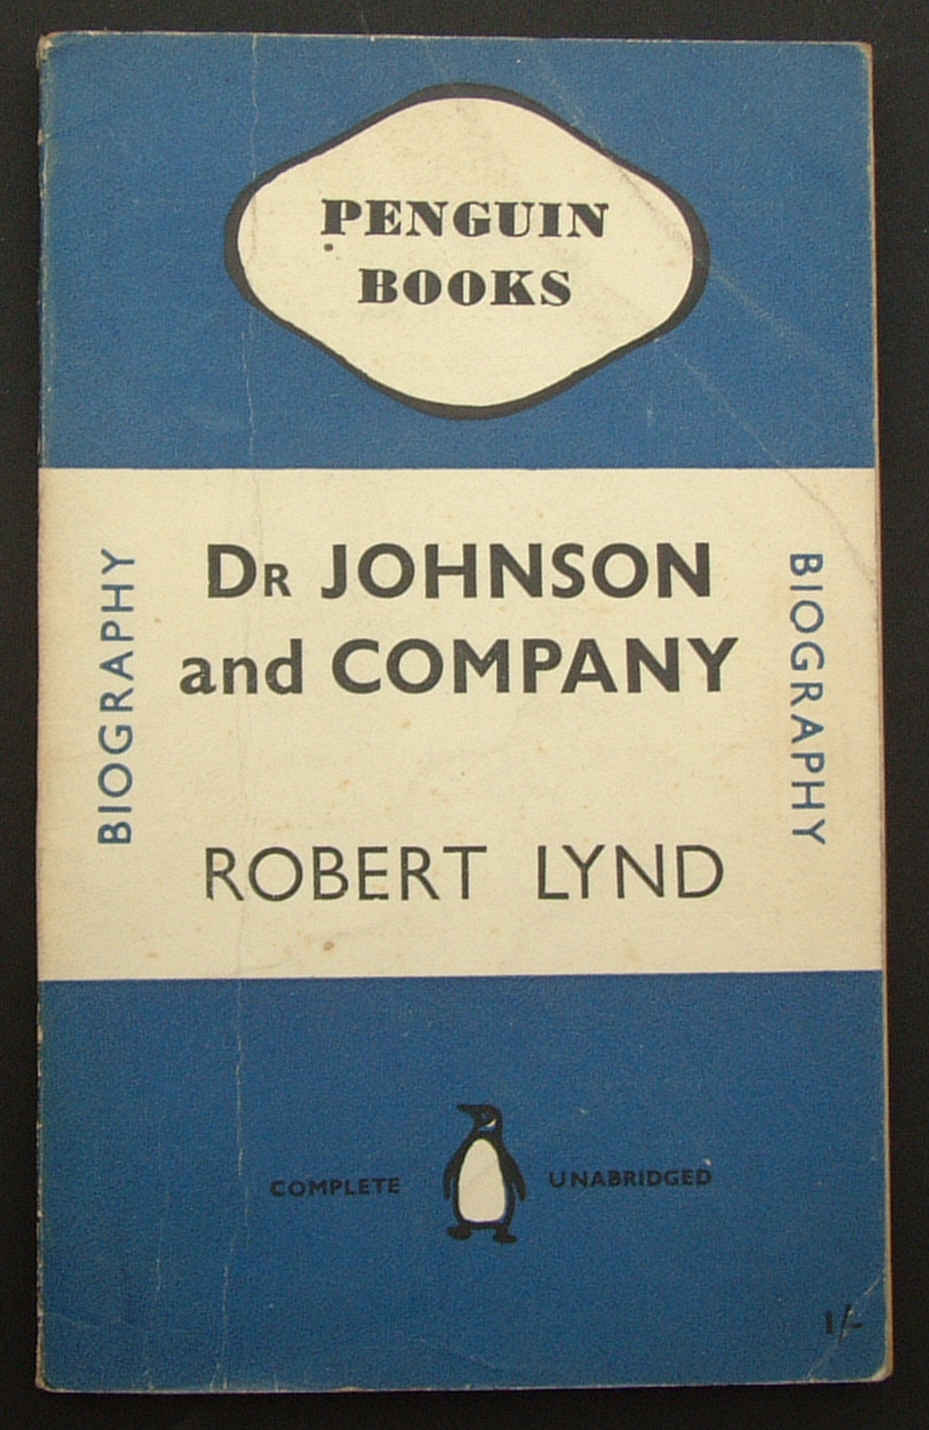 PENGUIN
BOOKS
DR JOHNSON
and COMPANY
BIOGRAPHY
BIOGRAPHY
ROBERT LYND
COMPLETE UNABRIDGED
1/-